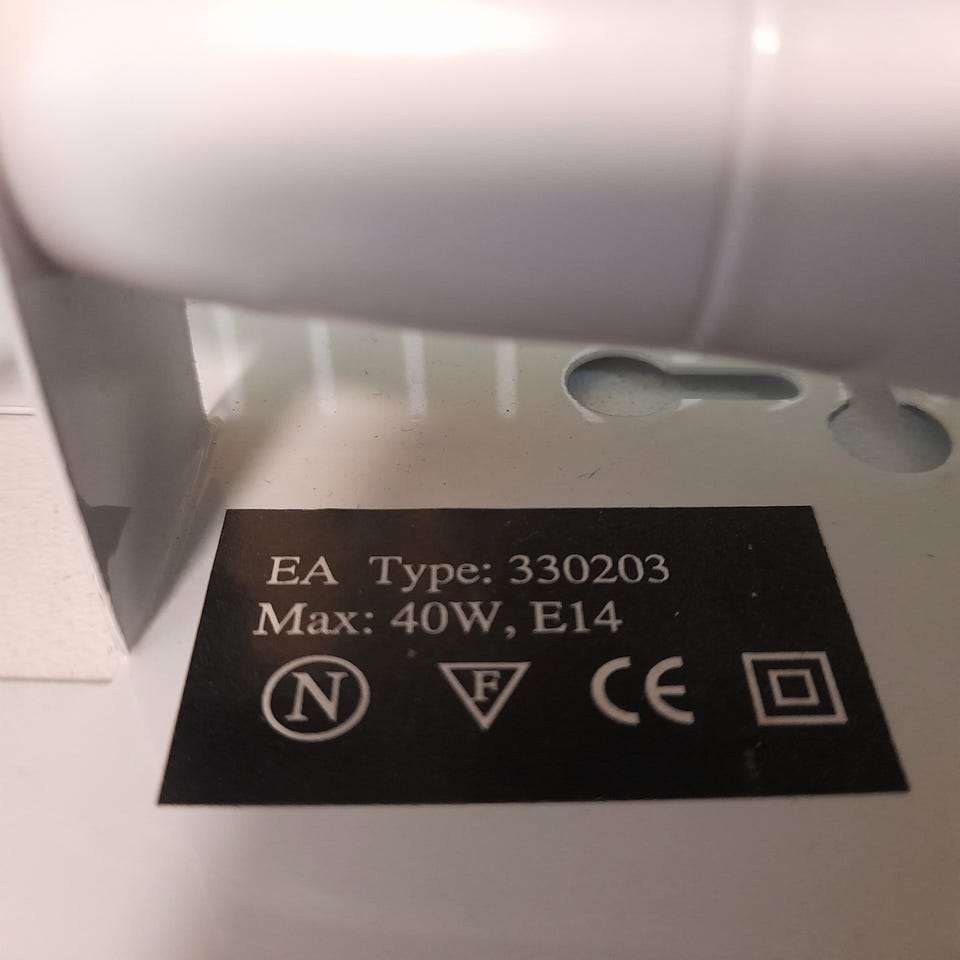 EA Type: 330203
Max: 40W, E14
N F CE